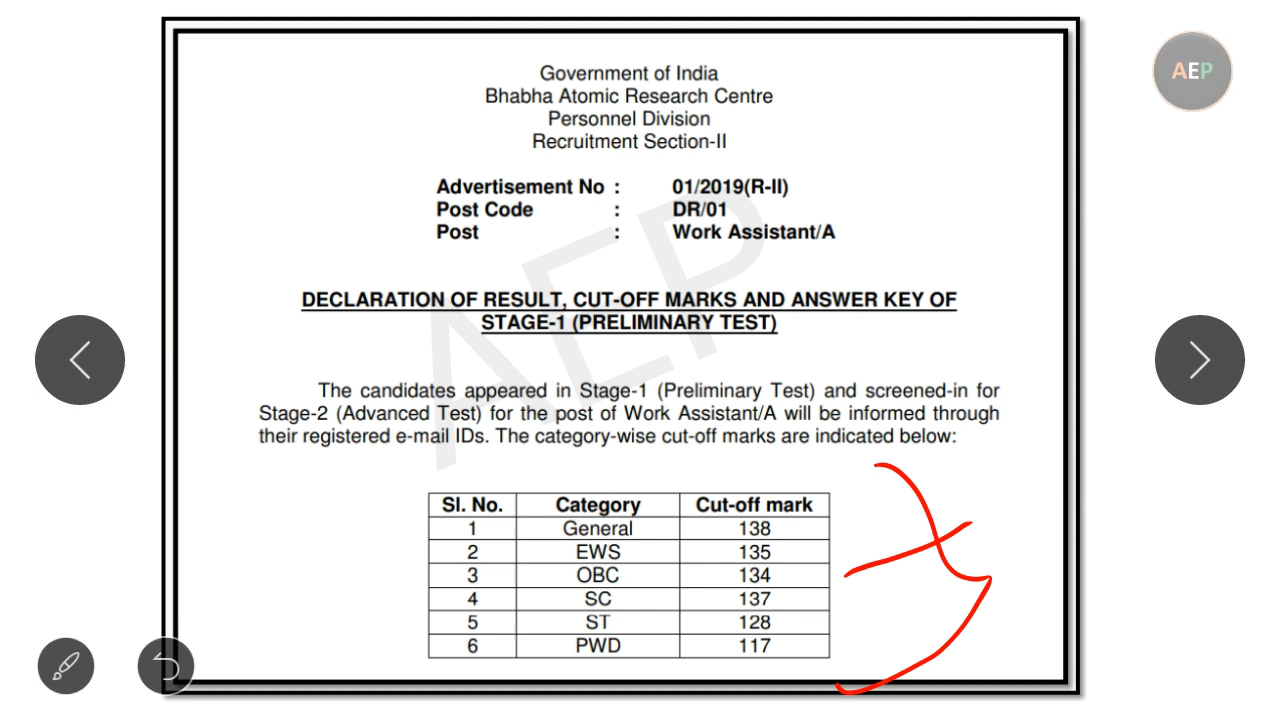 AEP
Government of India
Bhabha Atomic Research Centre
Personnel Division
Recruitment Section-II
Advertisement No : 01/2019(R-II)
Post Code : DR/01
Post : Work Assistant/A
DECLARATION OF RESULT, CUT-OFF MARKS AND ANSWER KEY OF
STAGE-1 (PRELIMINARY TEST)
AEP
The candidates appeared in Stage-1 (Preliminary Test) and screened-in for
Stage-2 (Advanced Test) for the post of Work Assistant/A will be informed through
their registered e-mail IDs. The category-wise cut-off marks are indicated below:
Sl. No. Category Cut-off mark
1 General 138
2 EWS 135
3 OBC 134
4 SC 137
5 ST 128
6 PWD 117